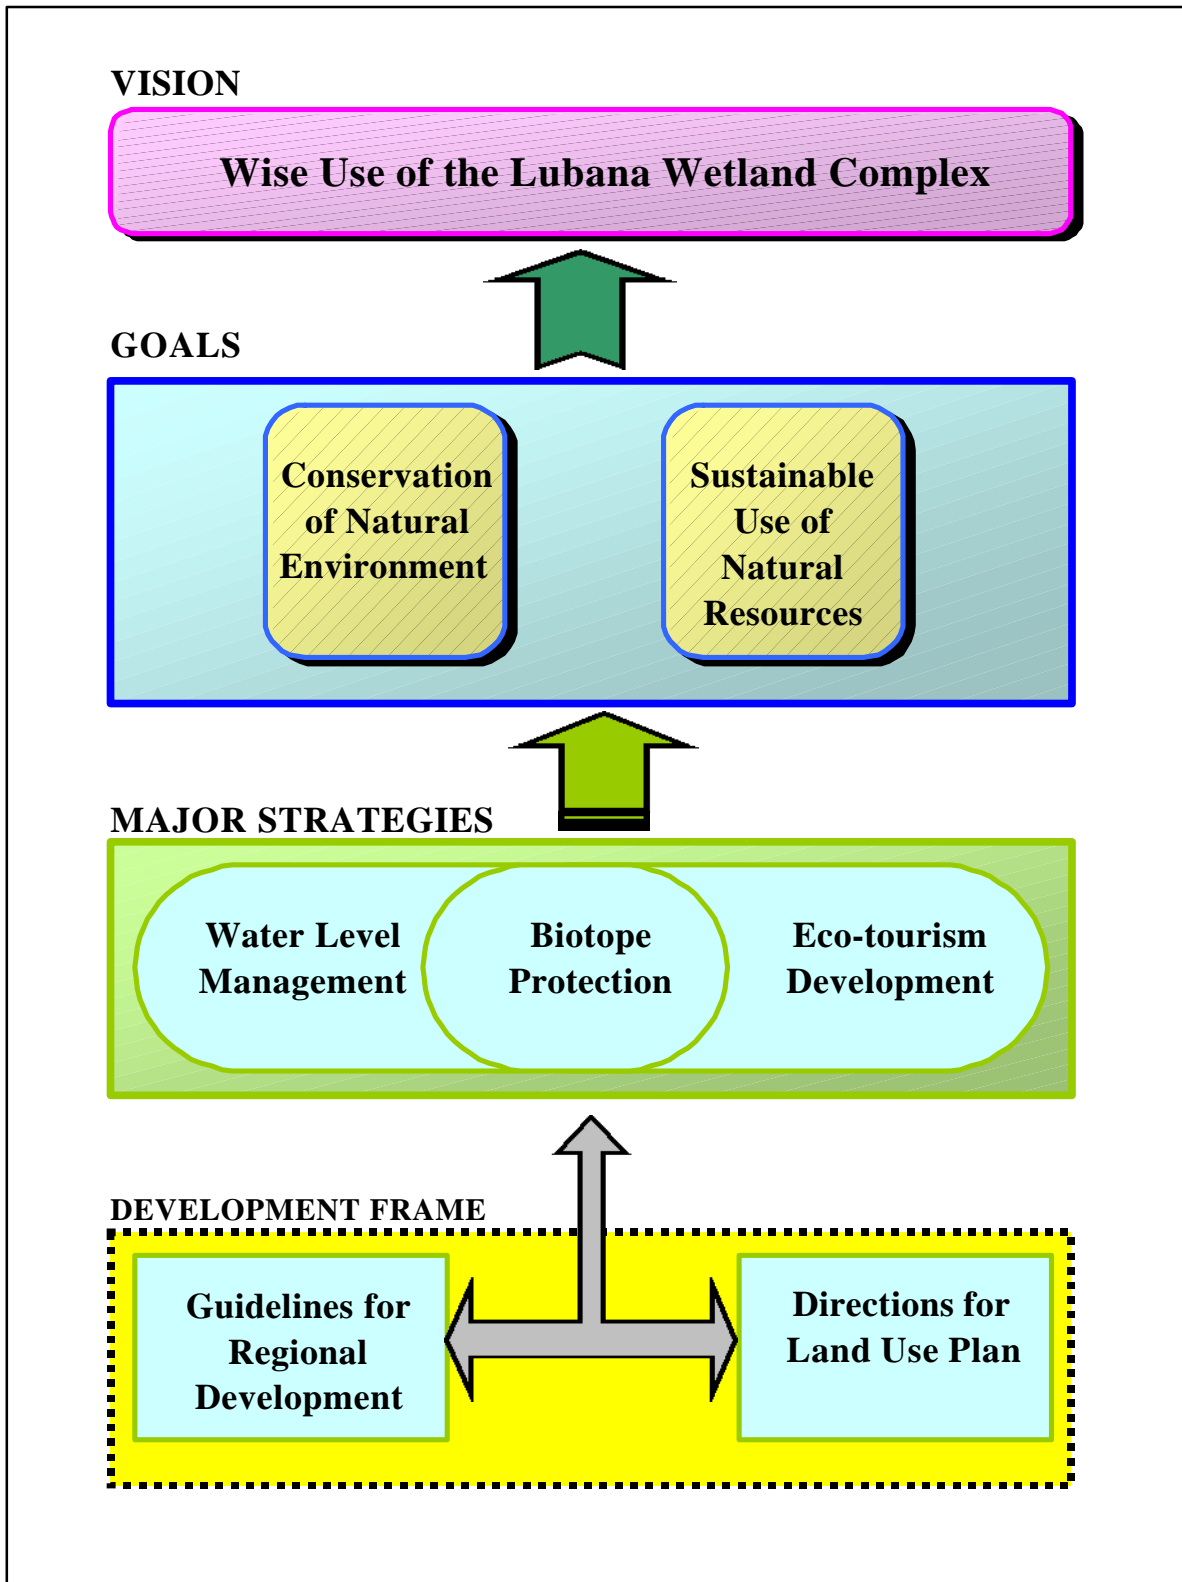 VISION
Wise Use of the Lubana Wetland Complex
GOALS
Conservation
of Natural
Environment
Sustainable
Use of
Natural
Resources
MAJOR STRATEGIES
Water Level
Management
Biotope
Protection
Eco-tourism
Development
DEVELOPMENT FRAME
Guidelines for
Regional
Development
Directions for
Land Use Plan